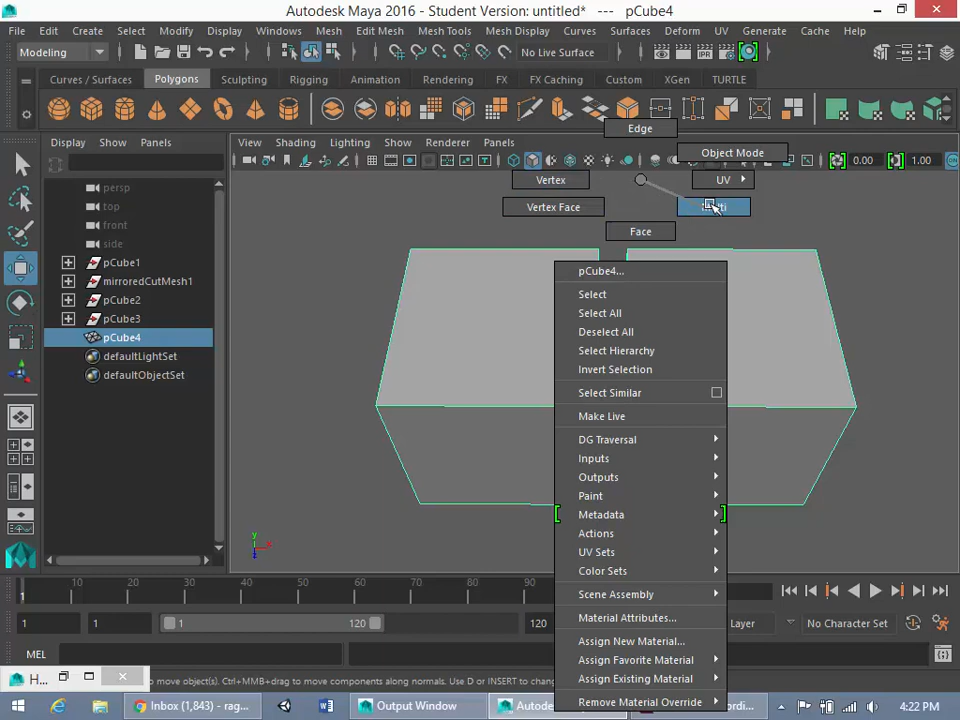 Autodesk Maya 2016 - Student Version: untitled*   ---   pCube4
File Edit Create Select Modify Display Windows Mesh Edit Mesh Mesh Tools Mesh Display Curves Surfaces Deform UV Generate Cache Help
Modeling No Live Surface
Curves / Surfaces Polygons Sculpting Rigging Animation Rendering FX FX Caching Custom XGen TURTLE
Edge
Display Show Panels View Shading Lighting Show Renderer Panels
Object Mode
0.00 1.00
Vertex UV
Vertex Face
Face
persp
top
front
side
pCube1
mirroredCutMesh1
pCube2
pCube3
pCube4
defaultLightSet
defaultObjectSet
pCube4...
Select
Select All
Deselect All
Select Hierarchy
Invert Selection
Select Similar
Make Live
DG Traversal
Inputs
Outputs
Paint
Metadata
Actions
UV Sets
Color Sets
Scene Assembly
Material Attributes...
Assign New Material...
Assign Favorite Material
Assign Existing Material
Remove Material Override
y
x
10 20 30 40 50 60 70 80 90
1
1 1 1 120 120 Layer No Character Set
MEL
H... to move object(s). Ctrl+MMB+drag to move components along normals. Use D or INSERT to change
Inbox (1,843) - rag... Output Window Autodes 4:22 PM